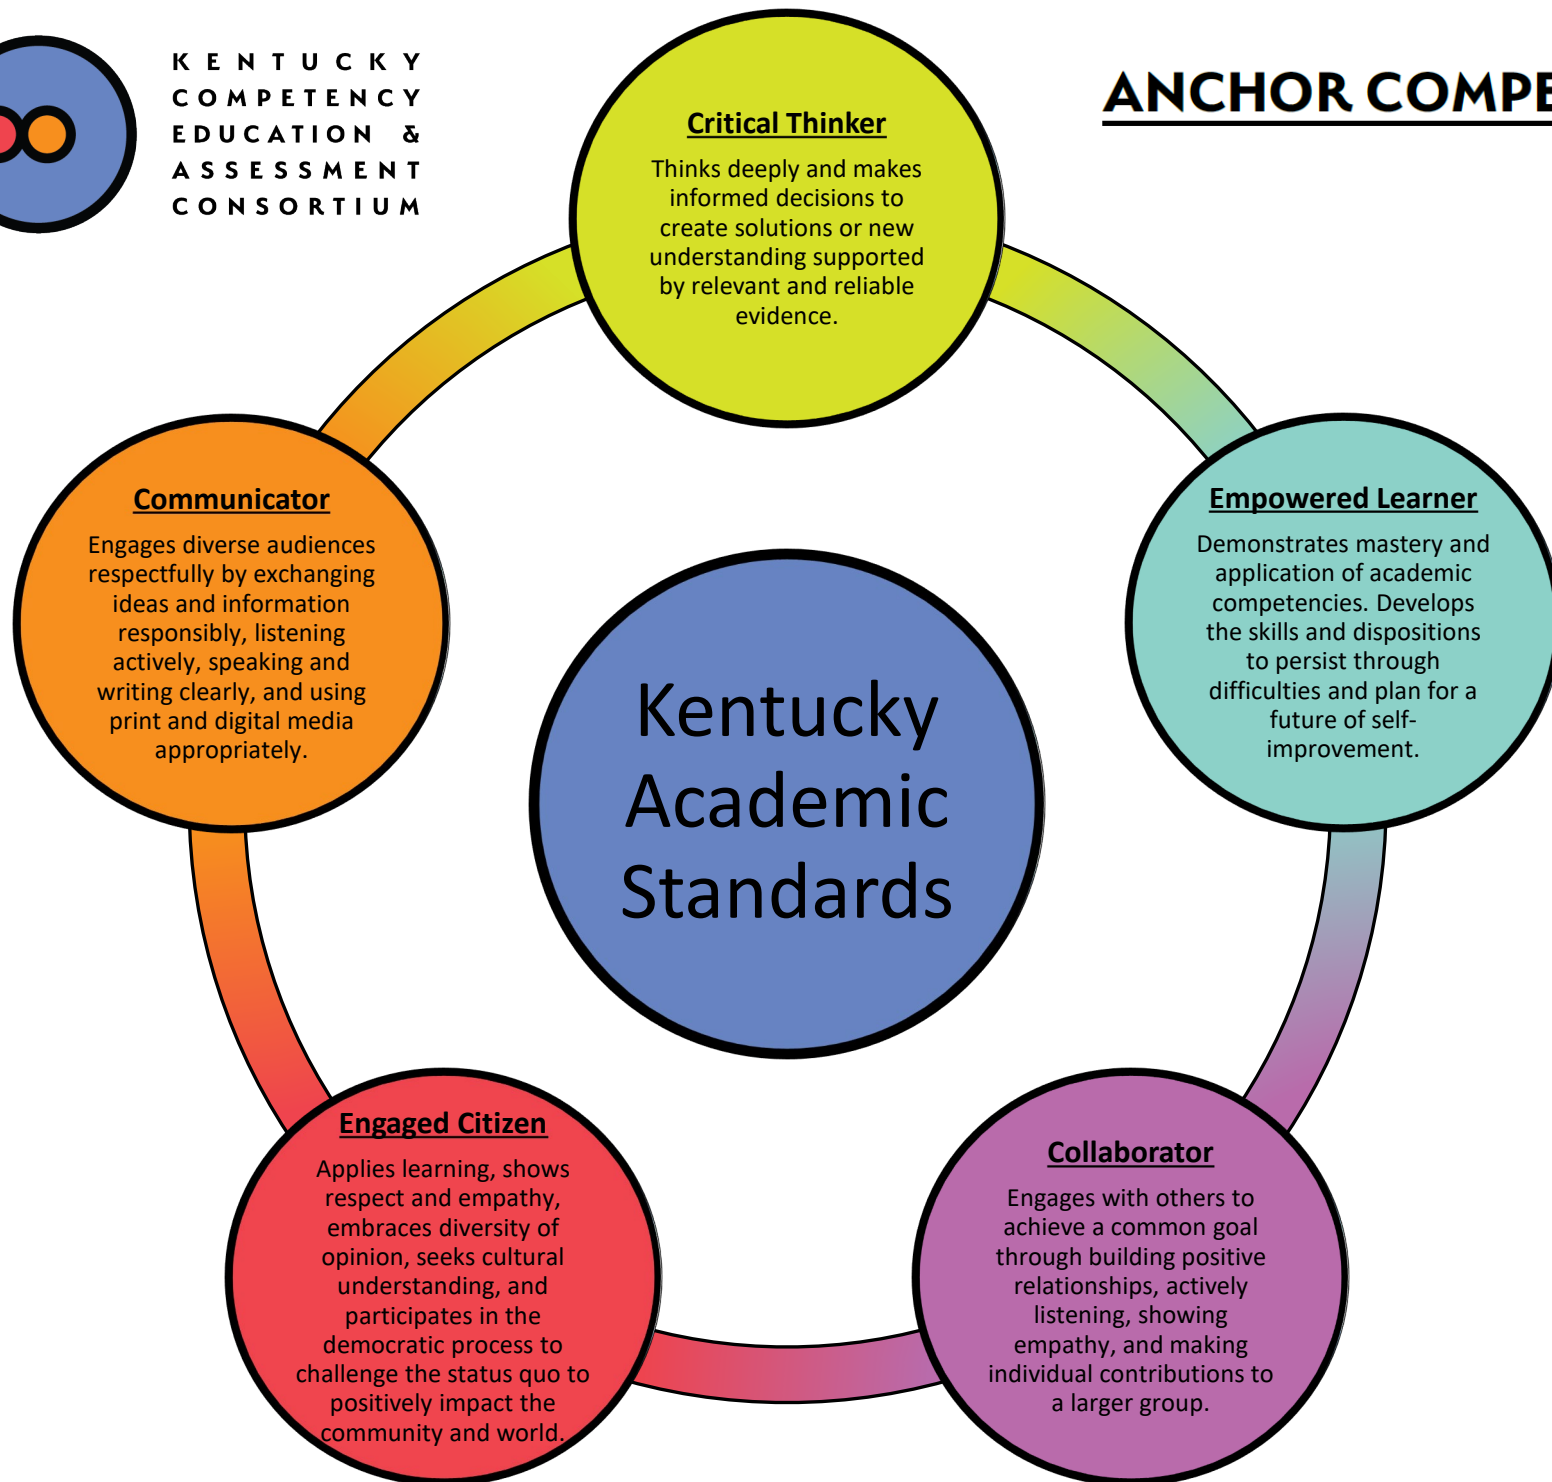 KENTUCKY
COMPETENCY
EDUCATION &
ASSESSMENT
CONSORTIUM
ANCHOR COMPE
Critical Thinker
Thinks deeply and makes
informed decisions to
create solutions or new
understanding supported
by relevant and reliable
evidence.
Communicator
Engages diverse audiences
respectfully by exchanging
ideas and information
responsibly, listening
actively, speaking and
writing clearly, and using
print and digital media
appropriately.
Empowered Learner
Demonstrates mastery and
application of academic
competencies. Develops
the skills and dispositions
to persist through
difficulties and plan for a
future of self-
improvement.
Kentucky
Academic
Standards
Engaged Citizen
Applies learning, shows
respect and empathy,
embraces diversity of
opinion, seeks cultural
understanding, and
participates in the
democratic process to
challenge the status quo to
positively impact the
community and world.
Collaborator
Engages with others to
achieve a common goal
through building positive
relationships, actively
listening, showing
empathy, and making
individual contributions to
a larger group.